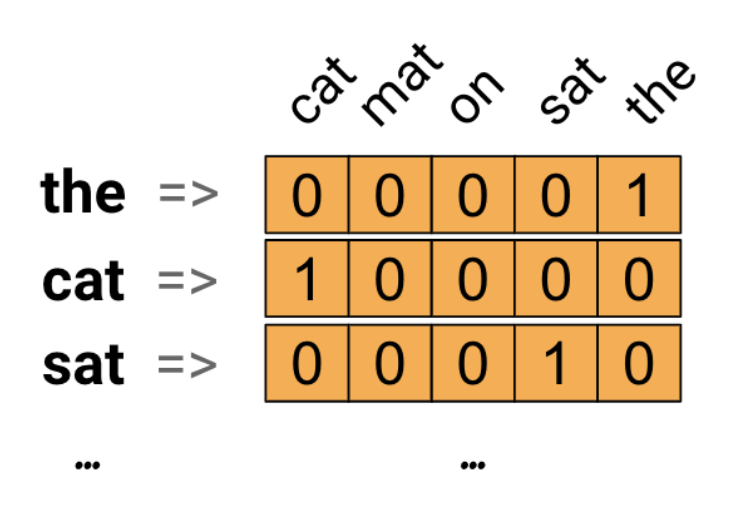 cat mat on sat the
the => 0 0 0 0 1
cat => 1 0 0 0 0
sat => 0 0 0 1 0
... ...